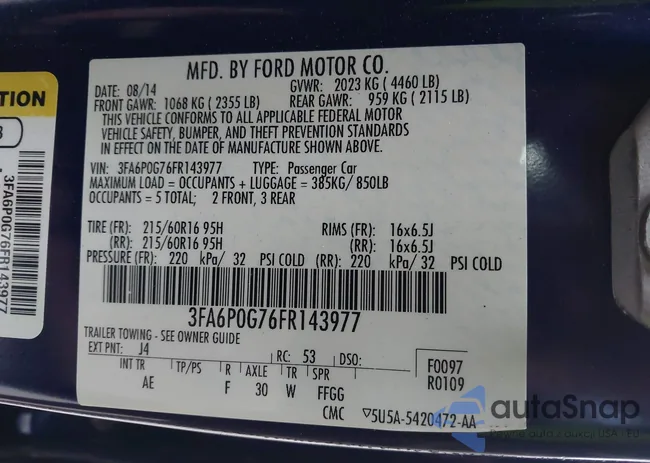 MFD. BY FORD MOTOR CO.
DATE: 08/14 GVWR: 2023 KG ( 4460 LB)
FRONT GAWR: 1068 KG ( 2355 LB) REAR GAWR: 959 KG ( 2115 LB)
THIS VEHICLE CONFORMS TO ALL APPLICABLE FEDERAL MOTOR
VEHICLE SAFETY, BUMPER, AND THEFT PREVENTION STANDARDS
IN EFFECT ON THE DATE OF MANUFACTURE SHOWN ABOVE.
VIN: 3FA6P0G76FR143977 TYPE: Passenger Car
MAXIMUM LOAD = OCCUPANTS + LUGGAGE = 385KG/ 850LB
OCCUPANTS = 5 TOTAL; 2 FRONT, 3 REAR
TIRE (FR): 215/60R16 95H RIMS (FR): 16x6.5J
(RR): 215/60R16 95H (RR): 16x6.5J
PRESSURE (FR): 220 kPa/ 32 PSI COLD (RR): 220 kPa/ 32 PSI COLD
3FA6P0G76FR143977
TRAILER TOWING - SEE OWNER GUIDE
EXT PNT: J4 RC: 53 DSO:
INT TR TP/PS R AXLE TR SPR
AE F 30 W FFGG
F0097
R0109
CMC ▽5U5A-5420472-AA
TION
3FA6P0G76FR143977
autoSnap
Pewne auta z aukcji USA - EU